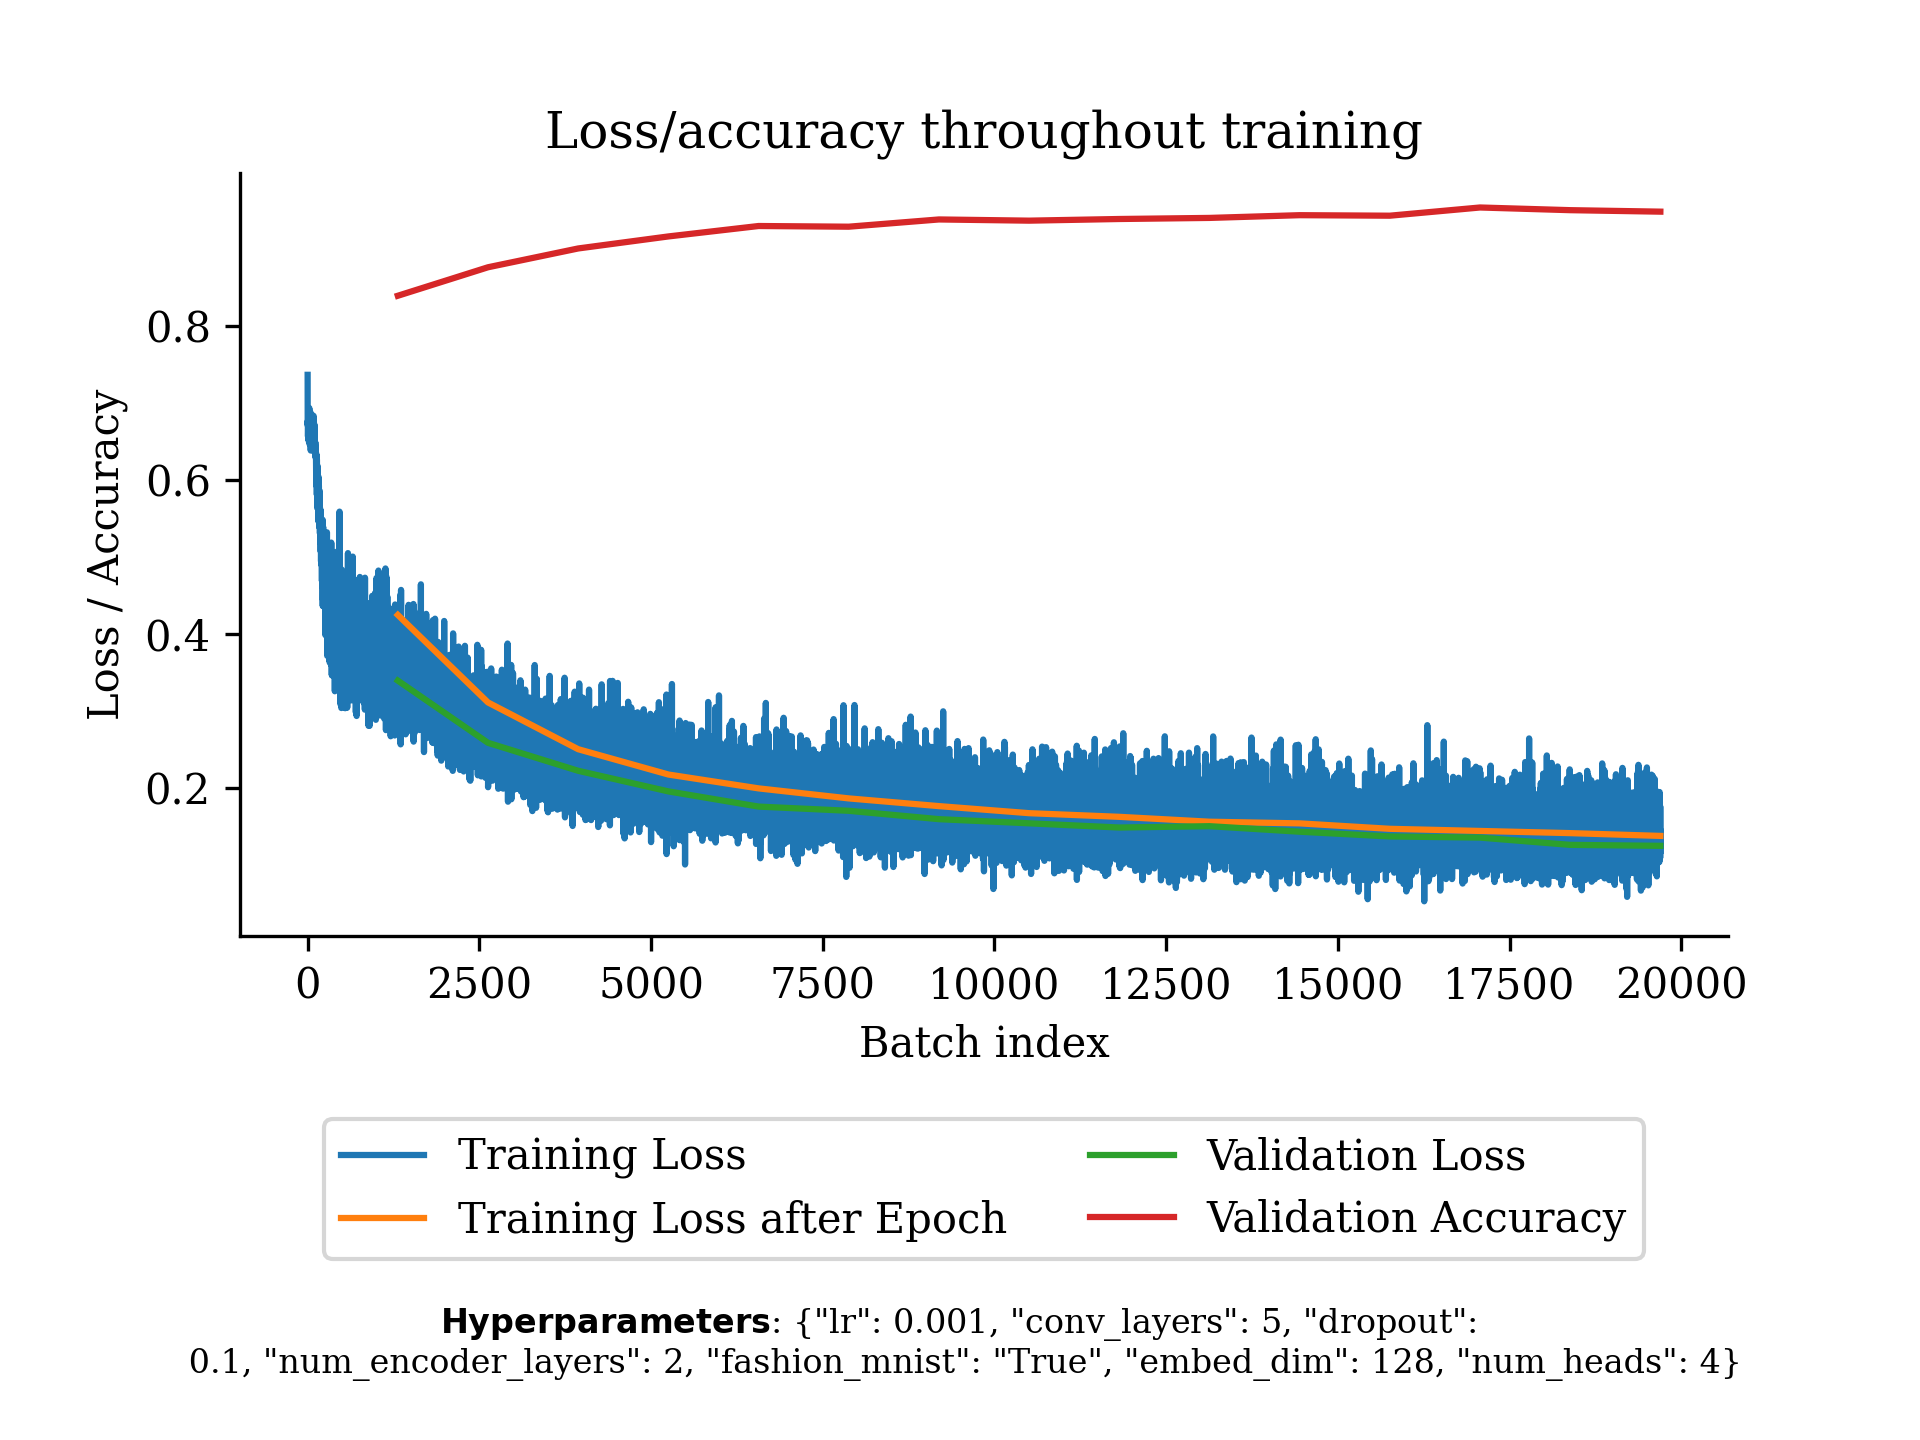 Loss/accuracy throughout training
Loss / Accuracy
0.8
0.6
0.4
0.2
0 2500 5000 7500 10000 12500 15000 17500 20000
Batch index
Training Loss
Training Loss after Epoch
Validation Loss
Validation Accuracy
Hyperparameters: {"lr": 0.001, "conv_layers": 5, "dropout":
0.1, "num_encoder_layers": 2, "fashion_mnist": "True", "embed_dim": 128, "num_heads": 4}